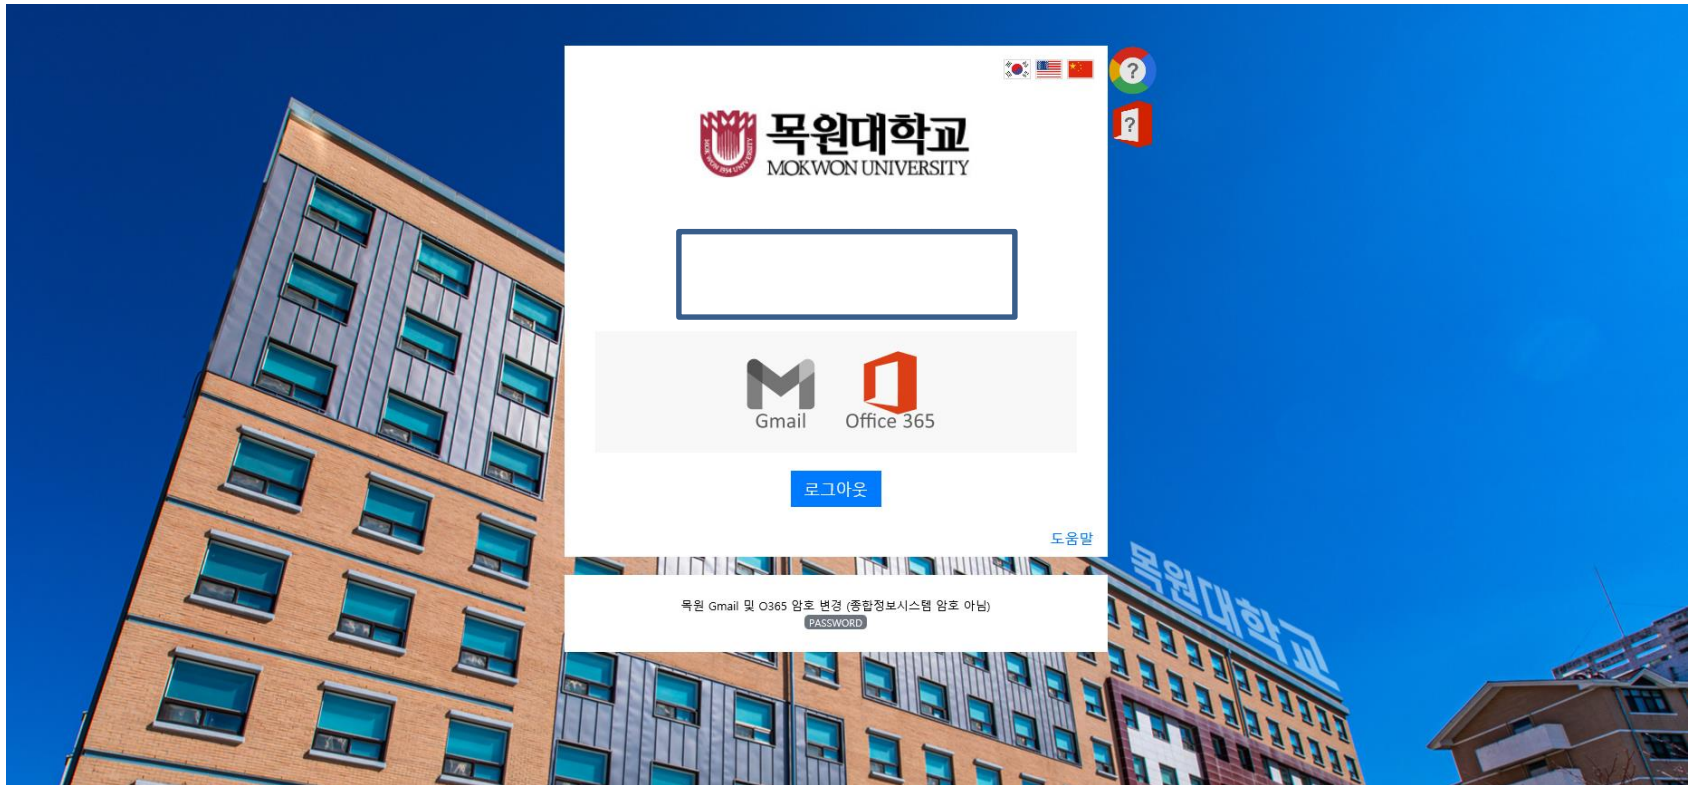 목원대학교
MOKWON UNIVERSITY
?
?
Gmail
Office 365
로그아웃
도움말
목원 Gmail 및 O365 암호 변경 (종합정보시스템 암호 아님)
PASSWORD
목원대학교